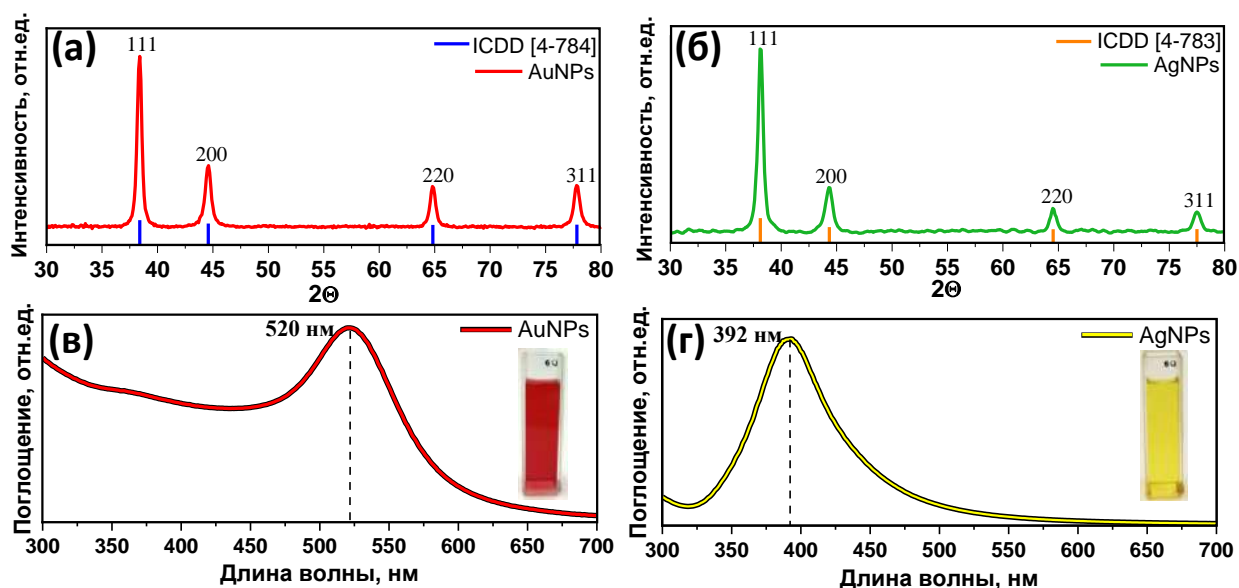 (а)
111
200
220
311
ICDD [4-784]
AuNPs
Интенсивность, отн.ед.
30 35 40 45 50 55 60 65 70 75 80
2Θ
(б)
111
200
220
311
ICDD [4-783]
AgNPs
Интенсивность, отн.ед.
30 35 40 45 50 55 60 65 70 75 80
2Θ
(в)
520 нм
AuNPs
Поглощение, отн.ед.
300 350 400 450 500 550 600 650 700
Длина волны, нм
(г)
392 нм
AgNPs
Поглощение, отн.ед.
300 350 400 450 500 550 600 650 700
Длина волны, нм